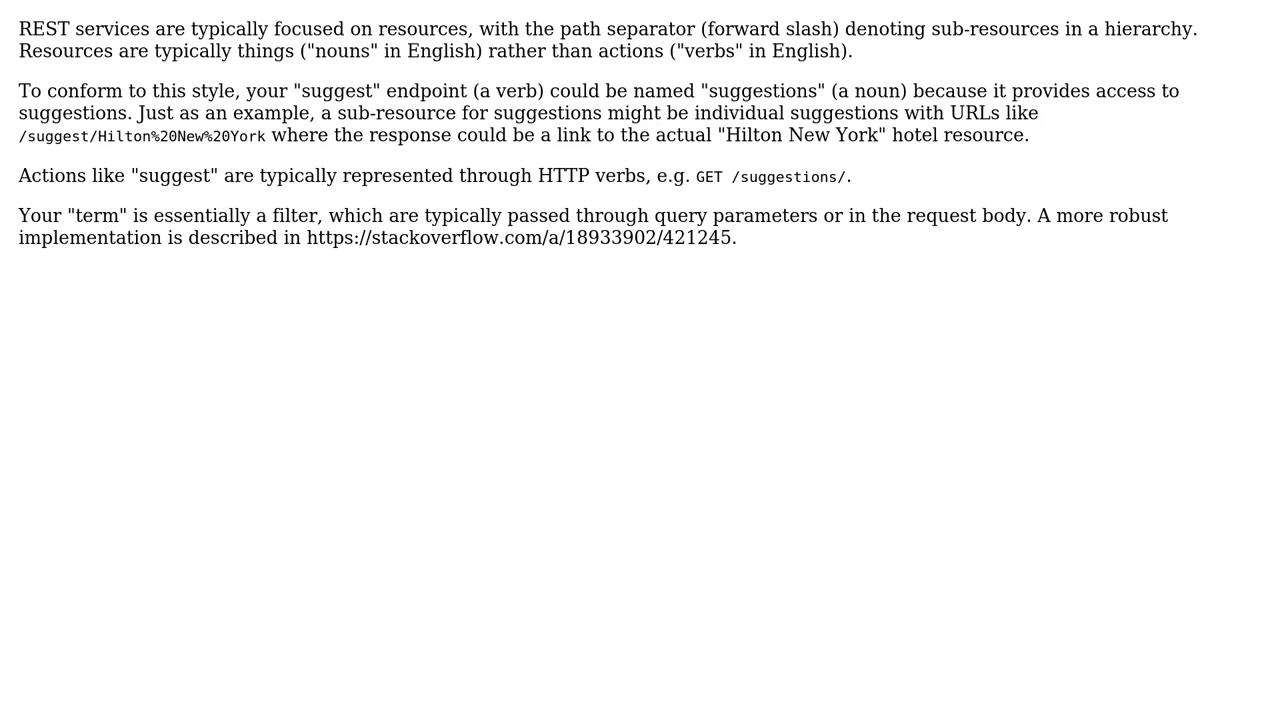 REST services are typically focused on resources, with the path separator (forward slash) denoting sub-resources in a hierarchy.
Resources are typically things ("nouns" in English) rather than actions ("verbs" in English).
To conform to this style, your "suggest" endpoint (a verb) could be named "suggestions" (a noun) because it provides access to
suggestions. Just as an example, a sub-resource for suggestions might be individual suggestions with URLs like
/suggest/Hilton%20New%20York where the response could be a link to the actual "Hilton New York" hotel resource.
Actions like "suggest" are typically represented through HTTP verbs, e.g. GET /suggestions/.
Your "term" is essentially a filter, which are typically passed through query parameters or in the request body. A more robust
implementation is described in https://stackoverflow.com/a/18933902/421245.